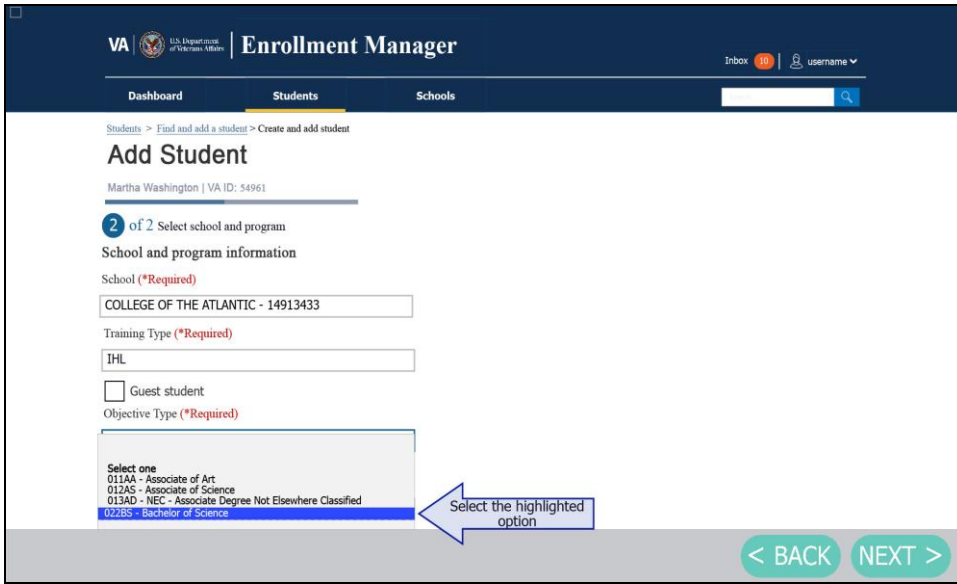 VA | U.S. Department of Veterans Affairs | Enrollment Manager
Inbox 10 | username
Dashboard Students Schools
Students > Find and add a student > Create and add student
Add Student
Martha Washington | VA ID: 54961
2 of 2 Select school and program
School and program information
School (*Required)
COLLEGE OF THE ATLANTIC - 14913433
Training Type (*Required)
IHL
Guest student
Objective Type (*Required)
Select one
011AA - Associate of Art
012AS - Associate of Science
013AD - NEC - Associate Degree Not Elsewhere Classified
022BS - Bachelor of Science
Select the highlighted
option
< BACK NEXT >